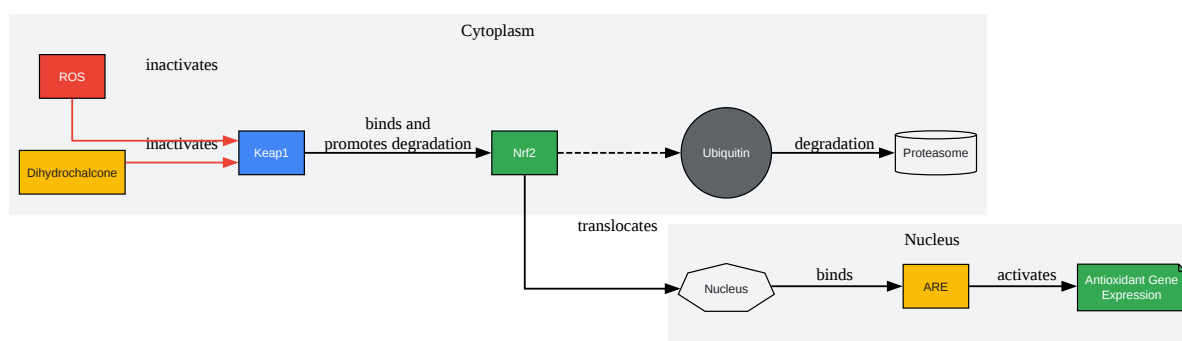 Cytoplasm
inactivates
ROS
binds and
promotes degradation
inactivates
degradation
Keap1
Nrf2
Ubiquitin
Proteasome
Dihydrochalcone
translocates
Nucleus
binds
activates
Nucleus
ARE
Antioxidant Gene
Expression